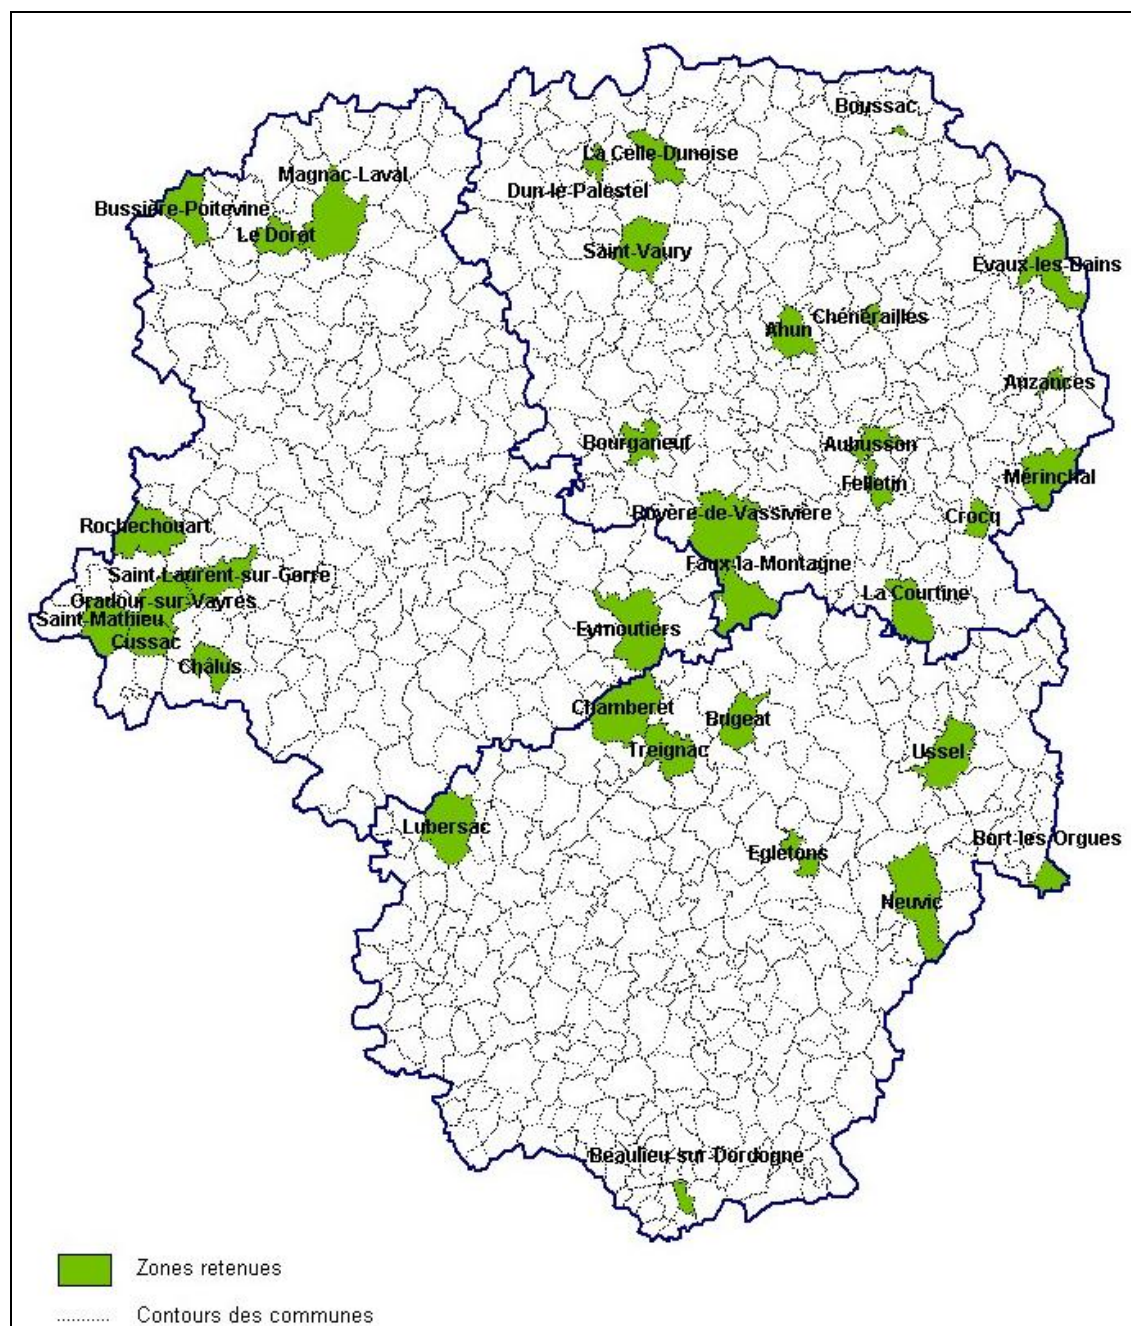 Boussac
La Celle-Dunoise
Magnac-Laval
Dun-le-Palestel
Bussière-Poitevine
Le Dorat
Saint-Vaury
Evaux-les-Bains
Chénérailles
Ahun
Auzances
Bourganeuf
Aubusson
Mérinchal
Felletin
Royère-de-Vassivière
Crocq
Rochechouart
Faux-la-Montagne
Saint-Laurent-sur-Gorre
La Courtine
Oradour-sur-Vayres
Saint-Mathieu
Eymoutiers
Cussac
Châlus
Chamberet
Bugeat
Treignac
Ussel
Lubersac
Bort-les-Orgues
Egletons
Neuvic
Beaulieu-sur-Dordogne
Zones retenues
Contours des communes